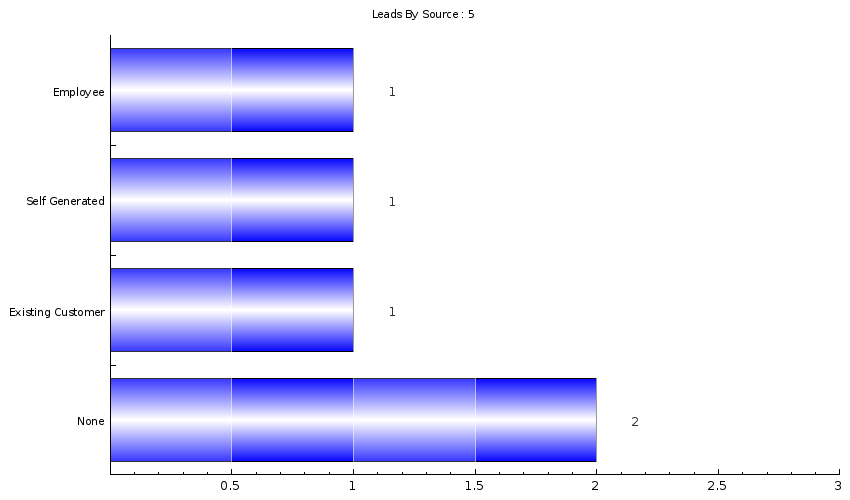 Leads By Source : 5
Employee
1
Self Generated
1
Existing Customer
1
None
2
0.5 1 1.5 2 2.5 3